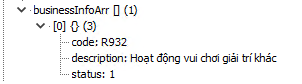 businessInfoArr [] (1)
[0] {} (3)
code: R932
description: Hoạt động vui chơi giải trí khác
status: 1